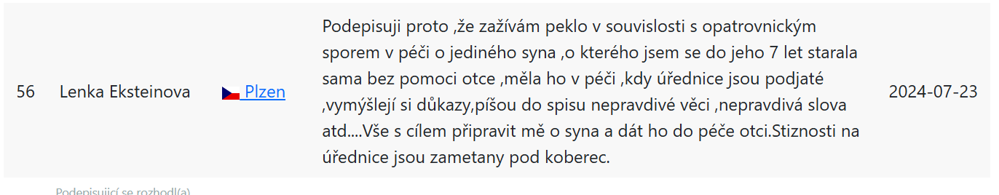 Podepisuji proto ,že zažívám peklo v souvislosti s opatrovnickým
sporem v péči o jediného syna ,o kterého jsem se do jeho 7 let starala
sama bez pomoci otce ,měla ho v péči ,kdy úřednice jsou podjaté
56 Lenka Eksteinova Plzen 2024-07-23
,vymýšlejí si důkazy,píšou do spisu nepravdivé věci ,nepravdivá slova
atd....Vše s cílem připravit mě o syna a dát ho do péče otci.Stiznosti na
úřednice jsou zametany pod koberec.
Podepisující se rozhodl(a)